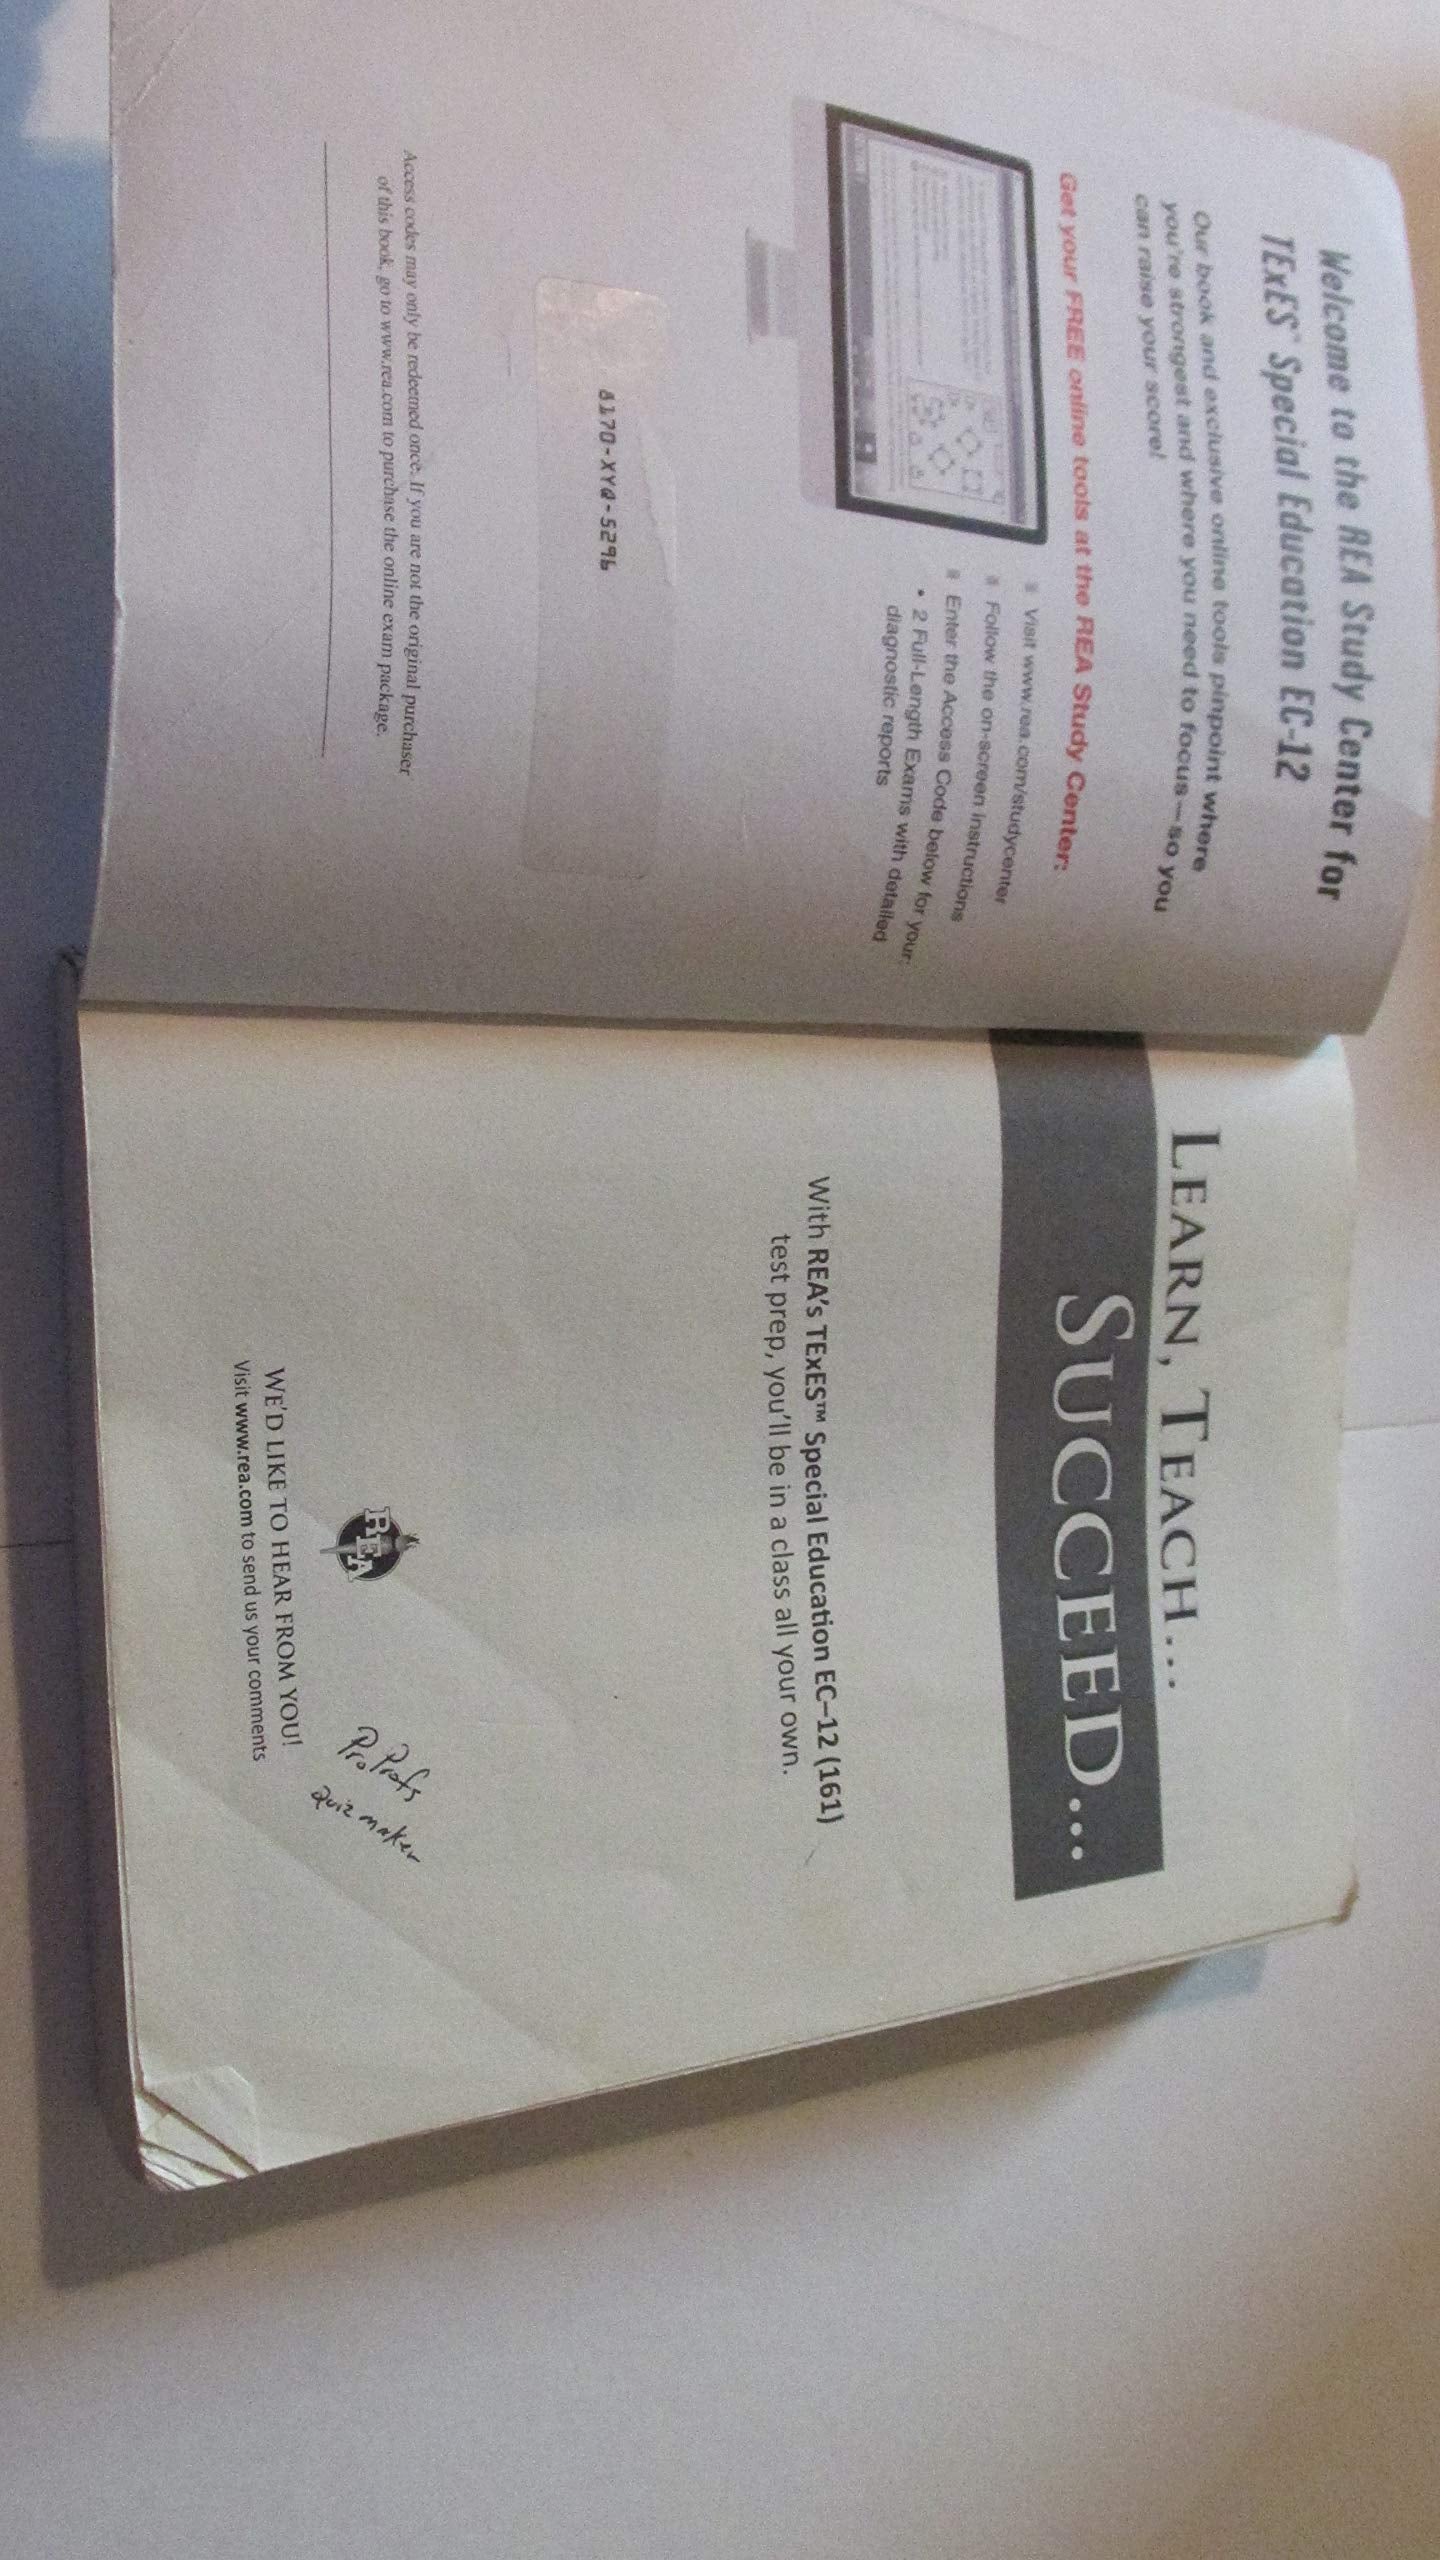 Welcome to the REA Study Center for
TExES® Special Education EC-12
Our book and exclusive online tools pinpoint where
you're strongest and where you need to focus—so you
can raise your score!
Get your FREE online tools at the REA Study Center:
Visit www.rea.com/studycenter
Follow the on-screen instructions
Enter the Access Code below for your:
• 2 Full-Length Exams with detailed
diagnostic reports
6170-XYQ-5296
Access codes may only be redeemed once. If you are not the original purchaser
of this book, go to www.rea.com to purchase the online exam package.
LEARN, TEACH...
SUCCEED...
With REA's TExES™ Special Education EC–12 (161)
test prep, you'll be in a class all your own.
REA
ProProfs
quiz maker
WE'D LIKE TO HEAR FROM YOU!
Visit www.rea.com to send us your comments